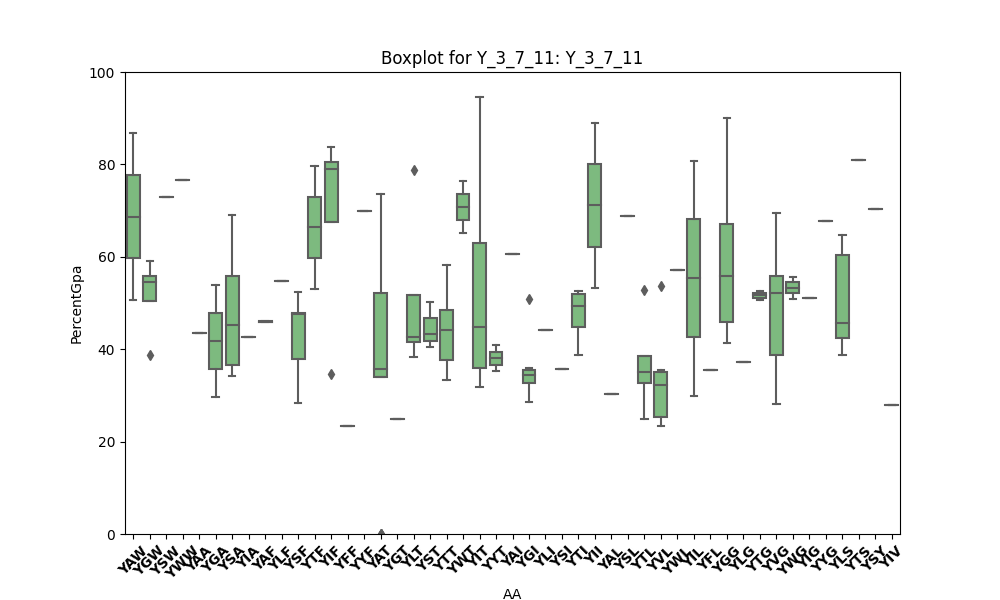 Boxplot for Y_3_7_11: Y_3_7_11
100
80
60
40
20
0
PercentGpa
YAW YGW YSW YWW YAA YGA YSA YIA YAF YLF YSF YTF YIF YFF YYF YAT YGT YLT YST YTT YWT YIT YYT YAI YGI YLI YSI YTI YII YAL YSL YTL YVL YWL YIL YFL YGG YLG YTG YVG YWG YIG YYG YLS YTS YSY YIV
AA